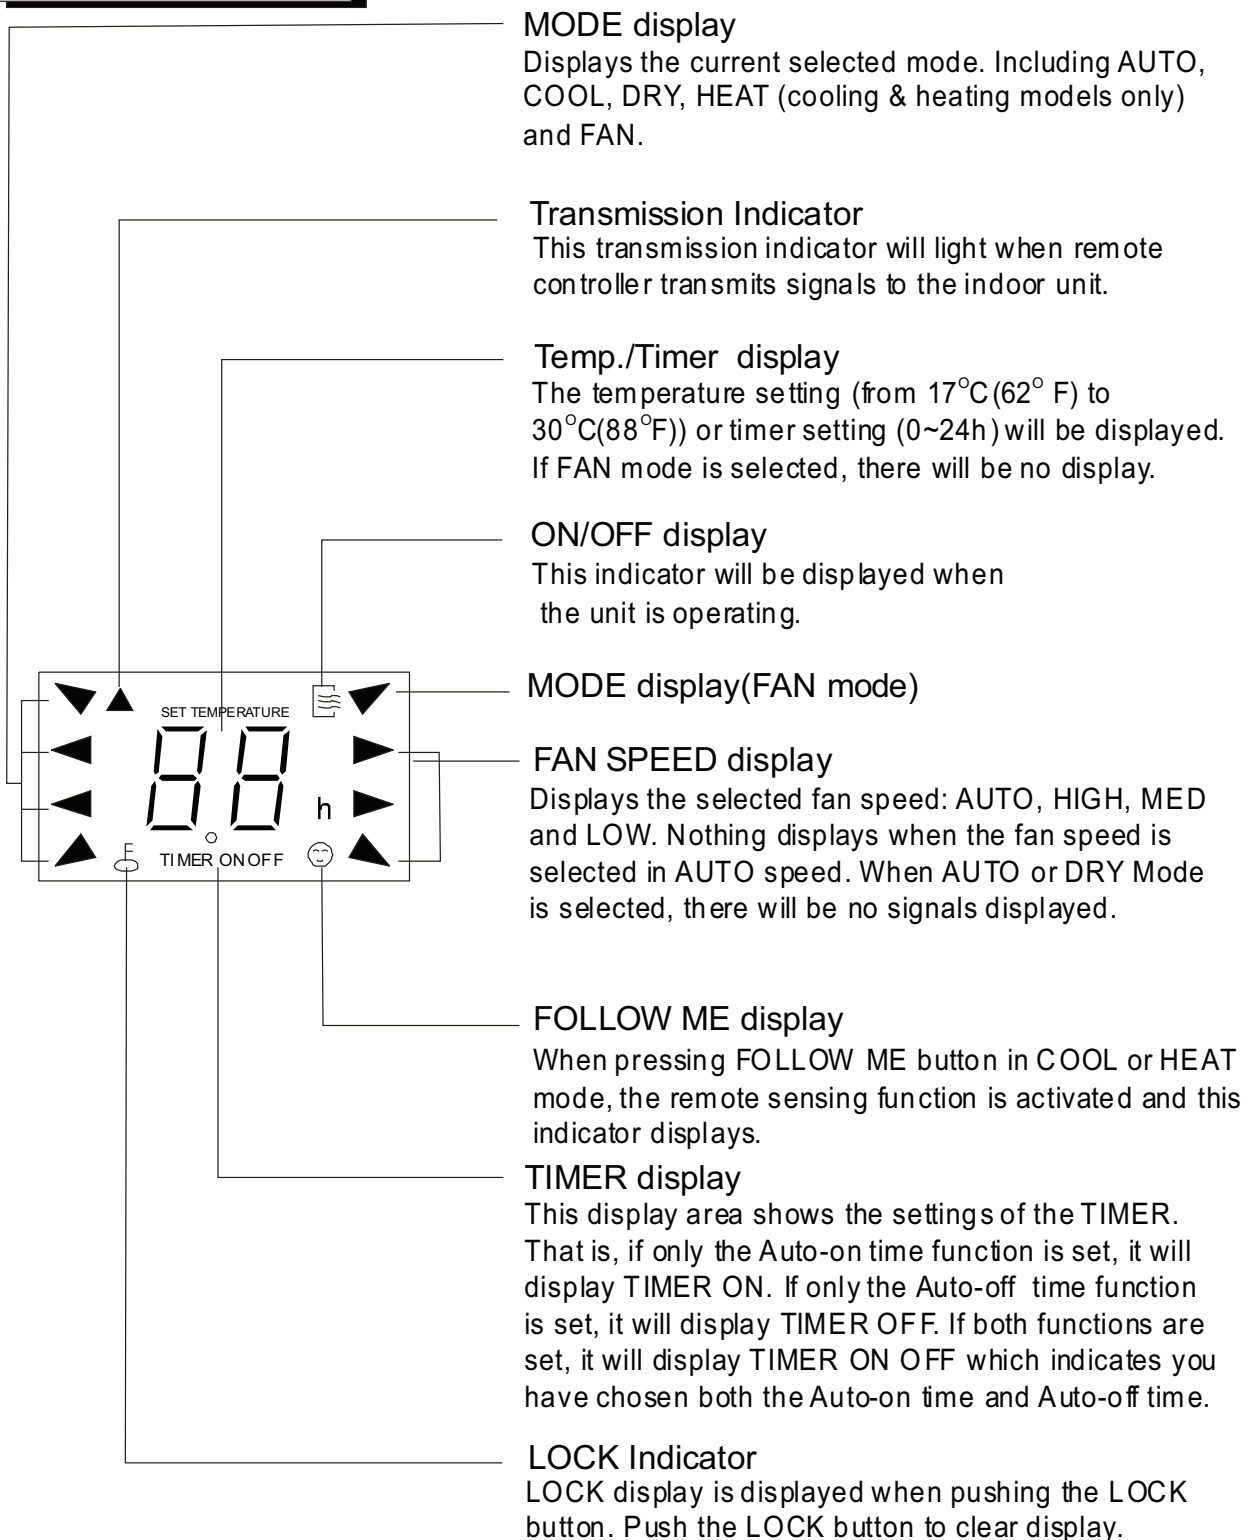 MODE display
Displays the current selected mode. Including AUTO,
COOL, DRY, HEAT (cooling & heating models only)
and FAN.
Transmission Indicator
This transmission indicator will light when remote
controller transmits signals to the indoor unit.
Temp./Timer display
The temperature setting (from 17°C(62° F) to
30°C(88°F)) or timer setting (0~24h) will be displayed.
If FAN mode is selected, there will be no display.
ON/OFF display
This indicator will be displayed when
the unit is operating.
MODE display(FAN mode)
SET TEMPERATURE
88
h
TIMER ON OFF
FAN SPEED display
Displays the selected fan speed: AUTO, HIGH, MED
and LOW. Nothing displays when the fan speed is
selected in AUTO speed. When AUTO or DRY Mode
is selected, there will be no signals displayed.
FOLLOW ME display
When pressing FOLLOW ME button in COOL or HEAT
mode, the remote sensing function is activated and this
indicator displays.
TIMER display
This display area shows the settings of the TIMER.
That is, if only the Auto-on time function is set, it will
display TIMER ON. If only the Auto-off time function
is set, it will display TIMER OFF. If both functions are
set, it will display TIMER ON OFF which indicates you
have chosen both the Auto-on time and Auto-off time.
LOCK Indicator
LOCK display is displayed when pushing the LOCK
button. Push the LOCK button to clear display.